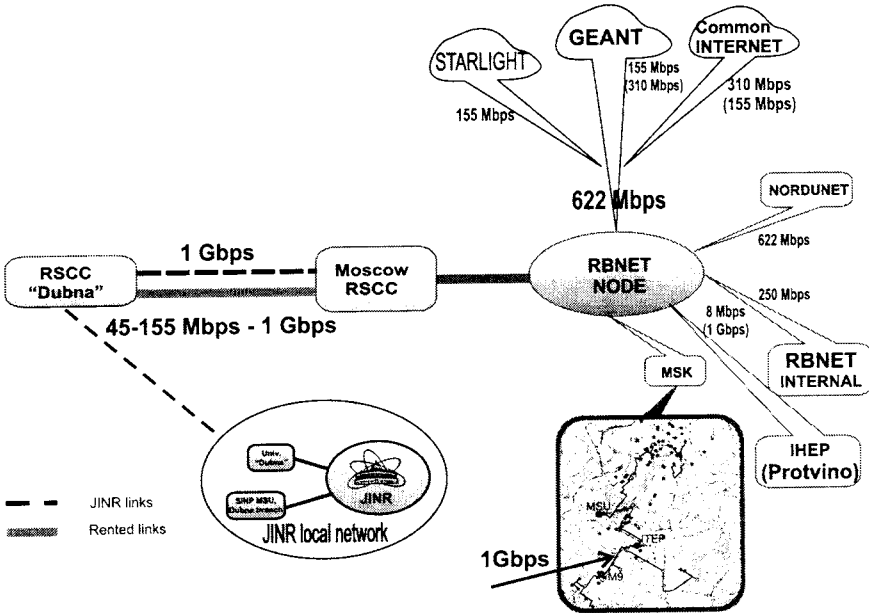 STARLIGHT
GEANT
Common
INTERNET
155 Mbps
155 Mbps
(310 Mbps)
310 Mbps
(155 Mbps)
622 Mbps
NORDUNET
622 Mbps
1 Gbps
RSCC
“Dubna”
Moscow
RSCC
RBNET
NODE
45-155 Mbps - 1 Gbps
250 Mbps
8 Mbps
(1 Gbps)
MSK
RBNET
INTERNAL
IHEP
(Protvino)
Univ.
"Dubna"
SINP MSU,
Dubna branch
JINR
JINR local network
JINR links
Rented links
MSU
ITEP
1Gbps
M9